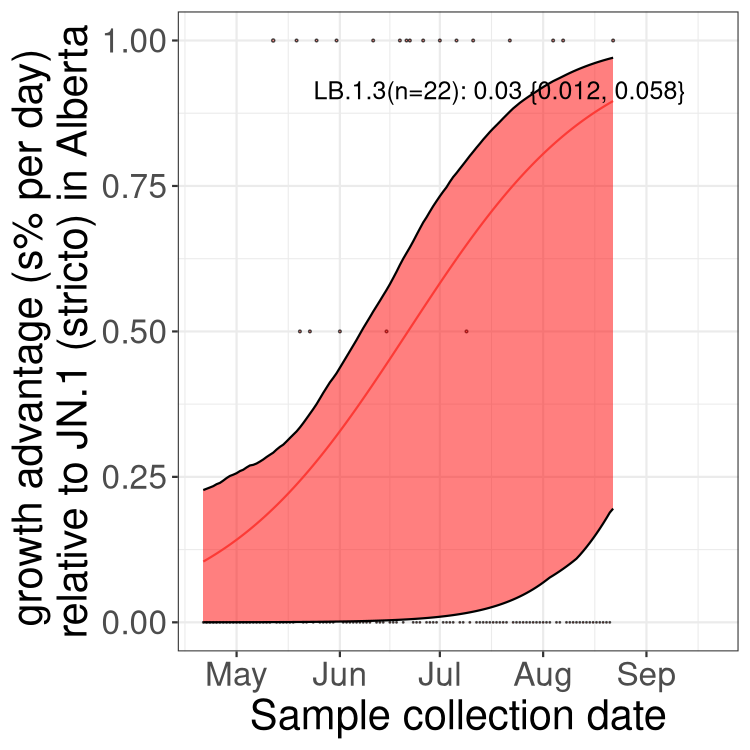 growth advantage (s% per day)
relative to JN.1 (stricto) in Alberta
1.00
0.75
0.50
0.25
0.00
LB.1.3(n=22): 0.03 {0.012, 0.058}
May Jun Jul Aug Sep
Sample collection date